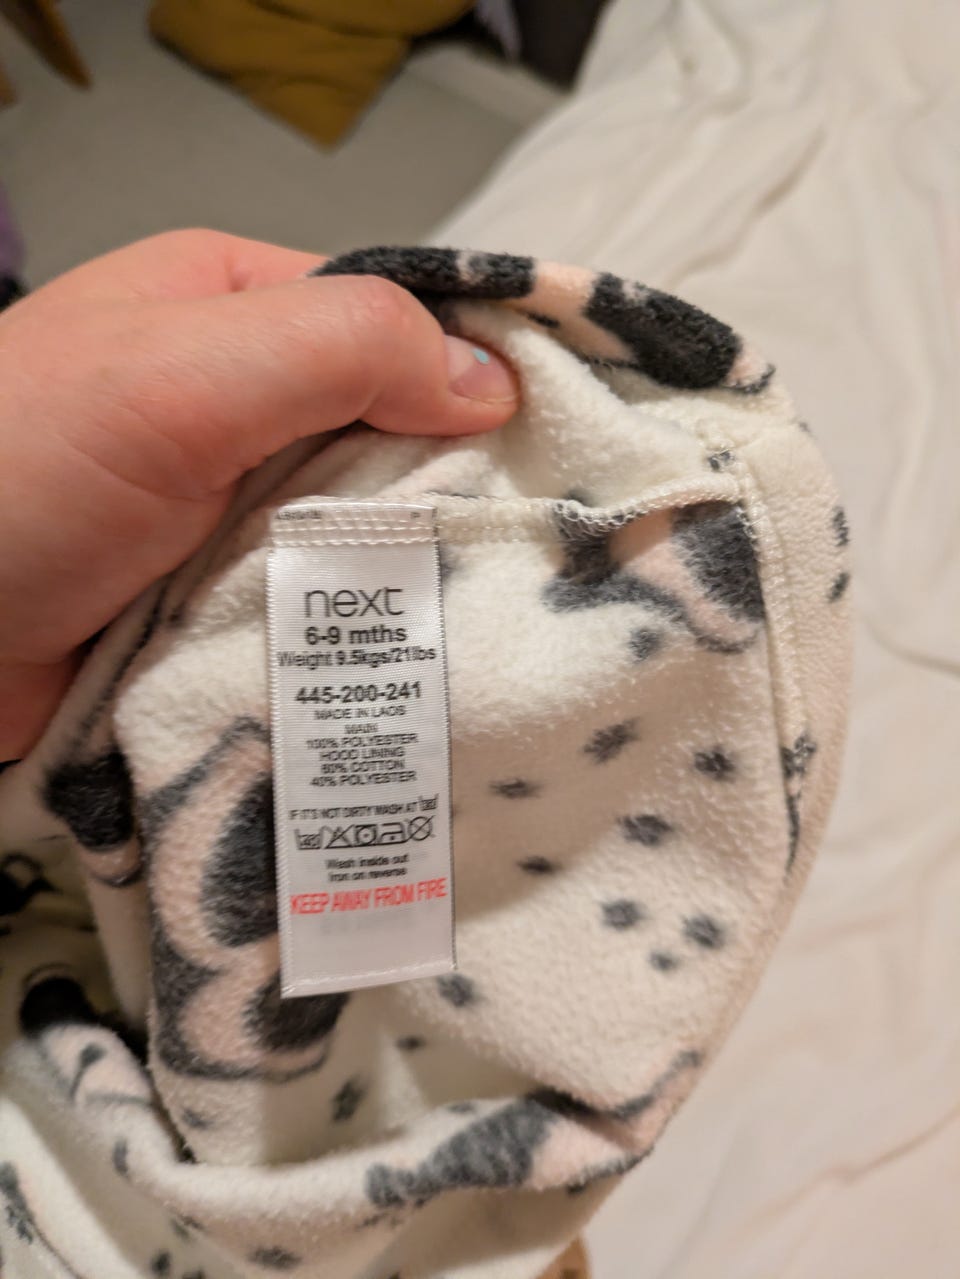 next
6-9 mths
Weight 9.5kgs/21lbs
445-200-241
MADE IN LAOS
MAIN
100% POLYESTER
HOOD LINING
60% COTTON
40% POLYESTER
IF IT'S NOT DIRTY WASH AT
Wash inside out
Iron on reverse
KEEP AWAY FROM FIRE